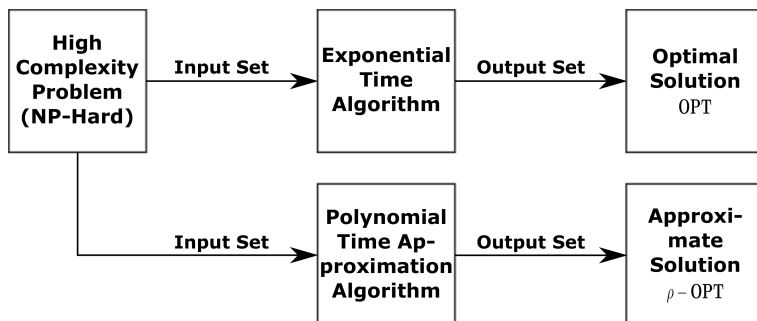 High
Complexity
Problem
(NP-Hard)
Input Set
Exponential
Time
Algorithm
Output Set
Optimal
Solution
OPT
Input Set
Polynomial
Time Ap-
proximation
Algorithm
Output Set
Approxi-
mate
Solution
ρ – OPT